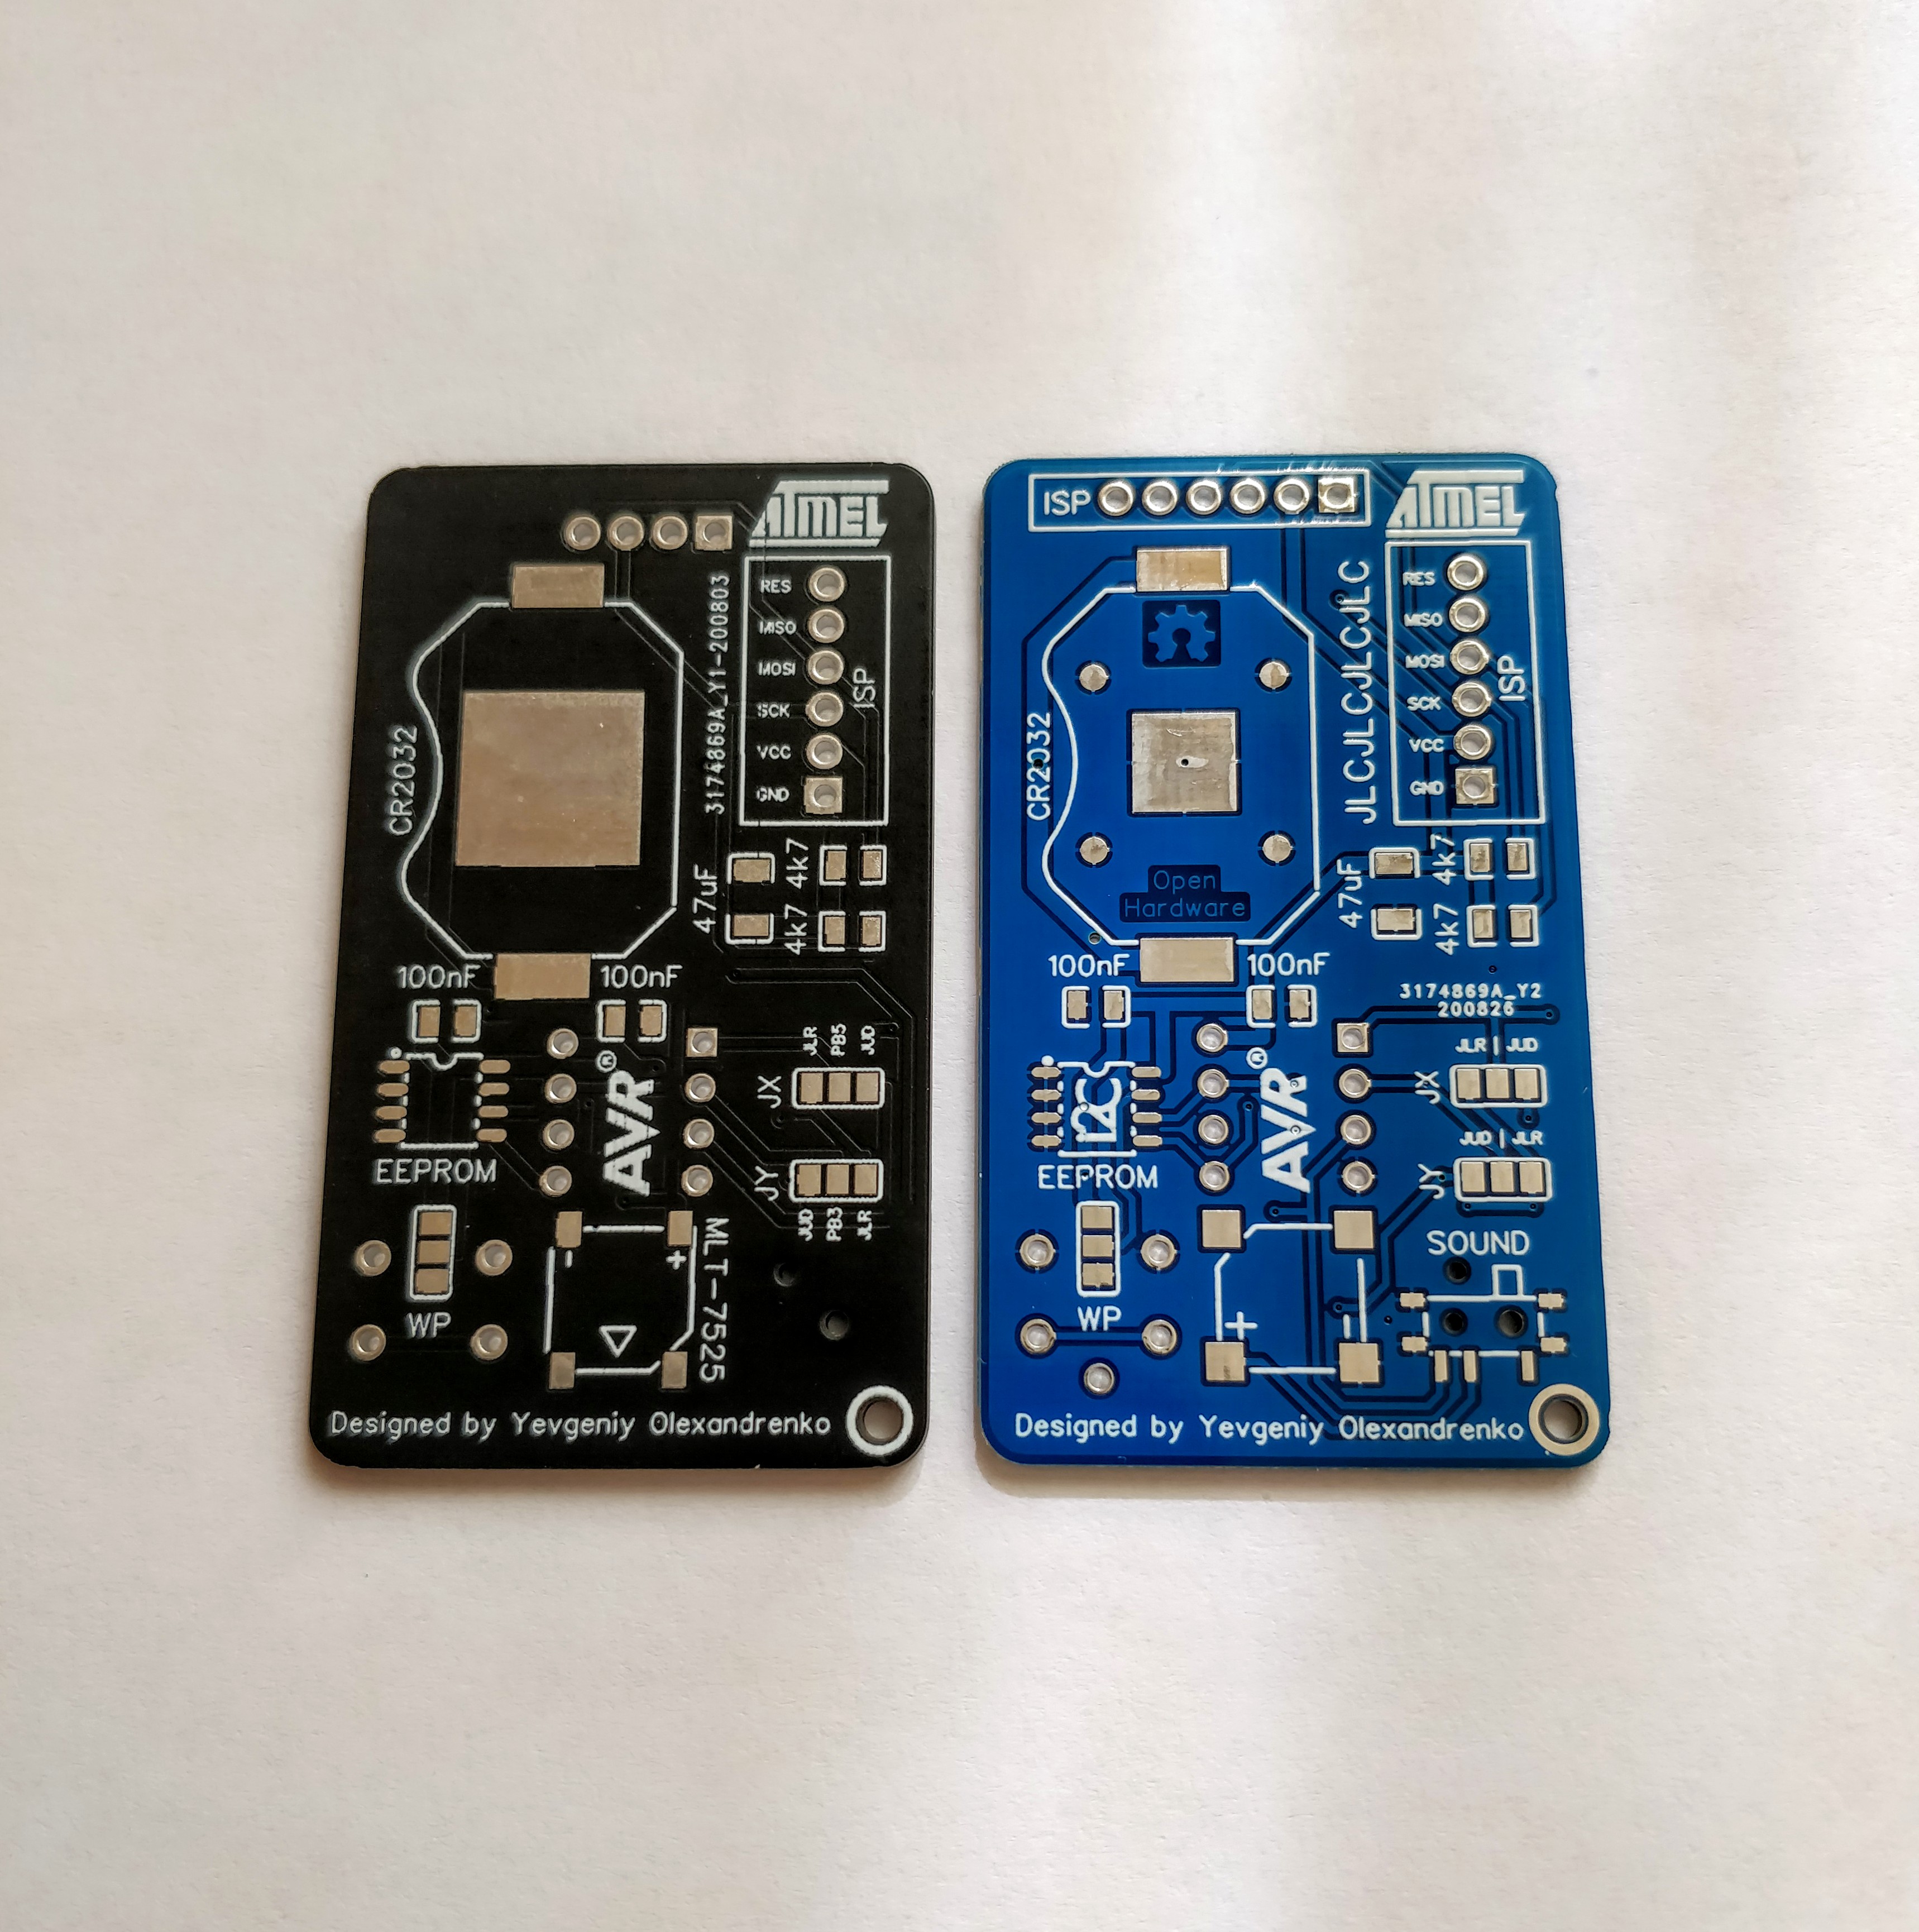 ATMEL
RES
MISO
MOSI
SCK
VCC
GND
ISP
3174869A_Y1-200803
CR2032
47uF
4k7
4k7
100nF
100nF
JLR
PB5
JUD
JX
AVR®
EEPROM
JY
JUD
PB3
JLR
MLT-7525
-
+
WP
Designed by Yevgeniy Olexandrenko
ISP
ATMEL
RES
MISO
MOSI
SCK
VCC
GND
ISP
JLCJLCJLCJLC
CR2032
Open
Hardware
47uF
4k7
4k7
100nF
100nF
3174869A_Y2
200826
JLR | JUD
JX
I2C
AVR®
EEPROM
JUD | JLR
JY
SOUND
WP
+
-
Designed by Yevgeniy Olexandrenko